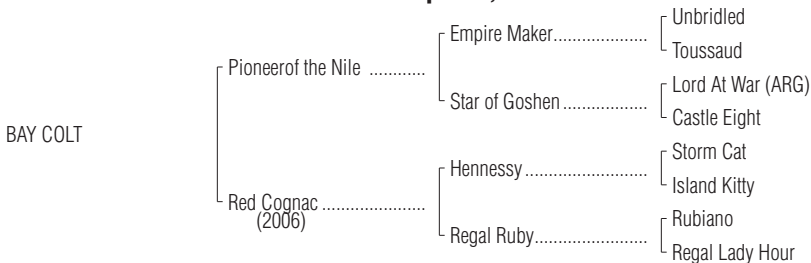 Unbridled
Empire Maker....................
Toussaud
Pioneerof the Nile ............
Lord At War (ARG)
Star of Goshen ..................
Castle Eight
BAY COLT
Storm Cat
Hennessy ..........................
Island Kitty
Red Cognac ......................
(2006)
Rubiano
Regal Ruby........................
Regal Lady Hour